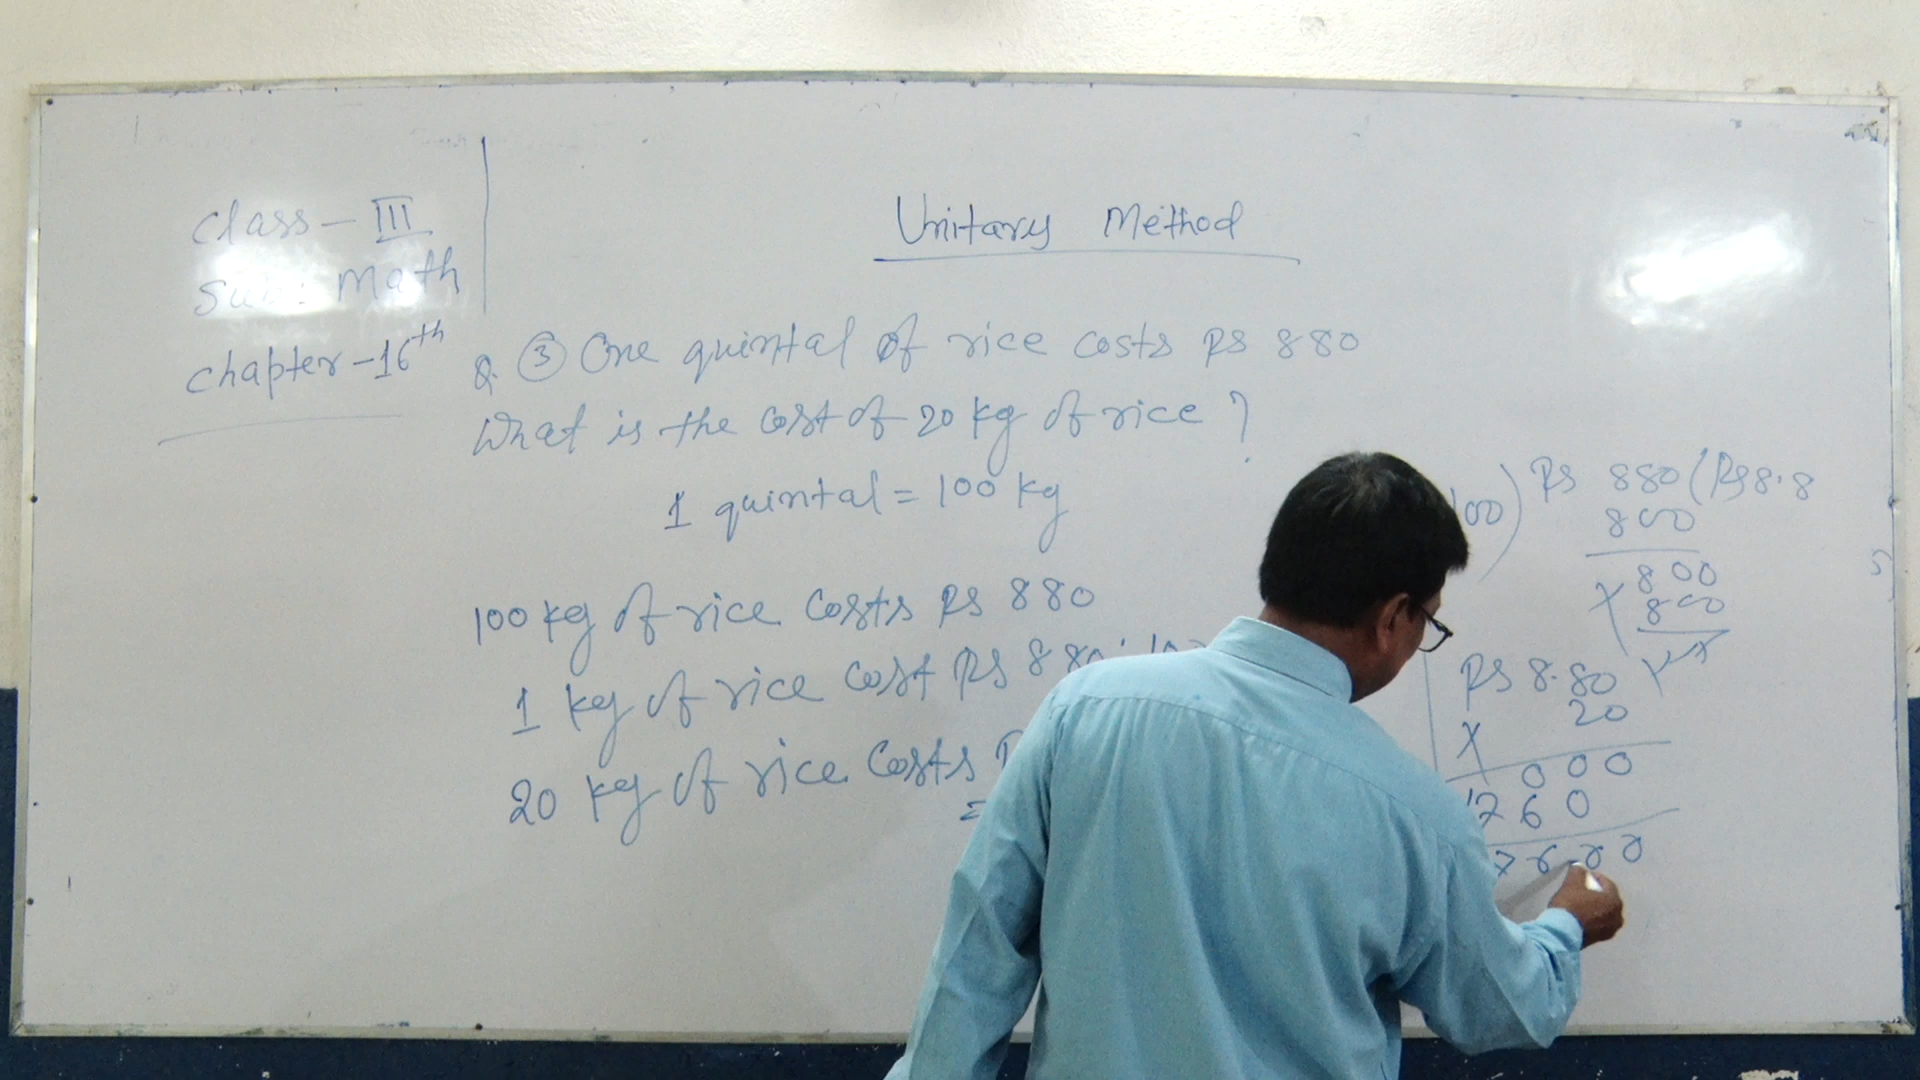 Class - III
Sub: Math
Chapter - 16th
Unitary Method
Q. ③ One quintal of rice costs Rs 880
What is the cost of 20 kg of rice ?
1 quintal = 100 kg
100 kg of rice costs Rs 880
1 kg of rice cost Rs 880
20 kg of rice costs
=
00) Rs 880 (Rs 8.8
800
x 800
800
Rs 8.80
x 20
000
1760
7600